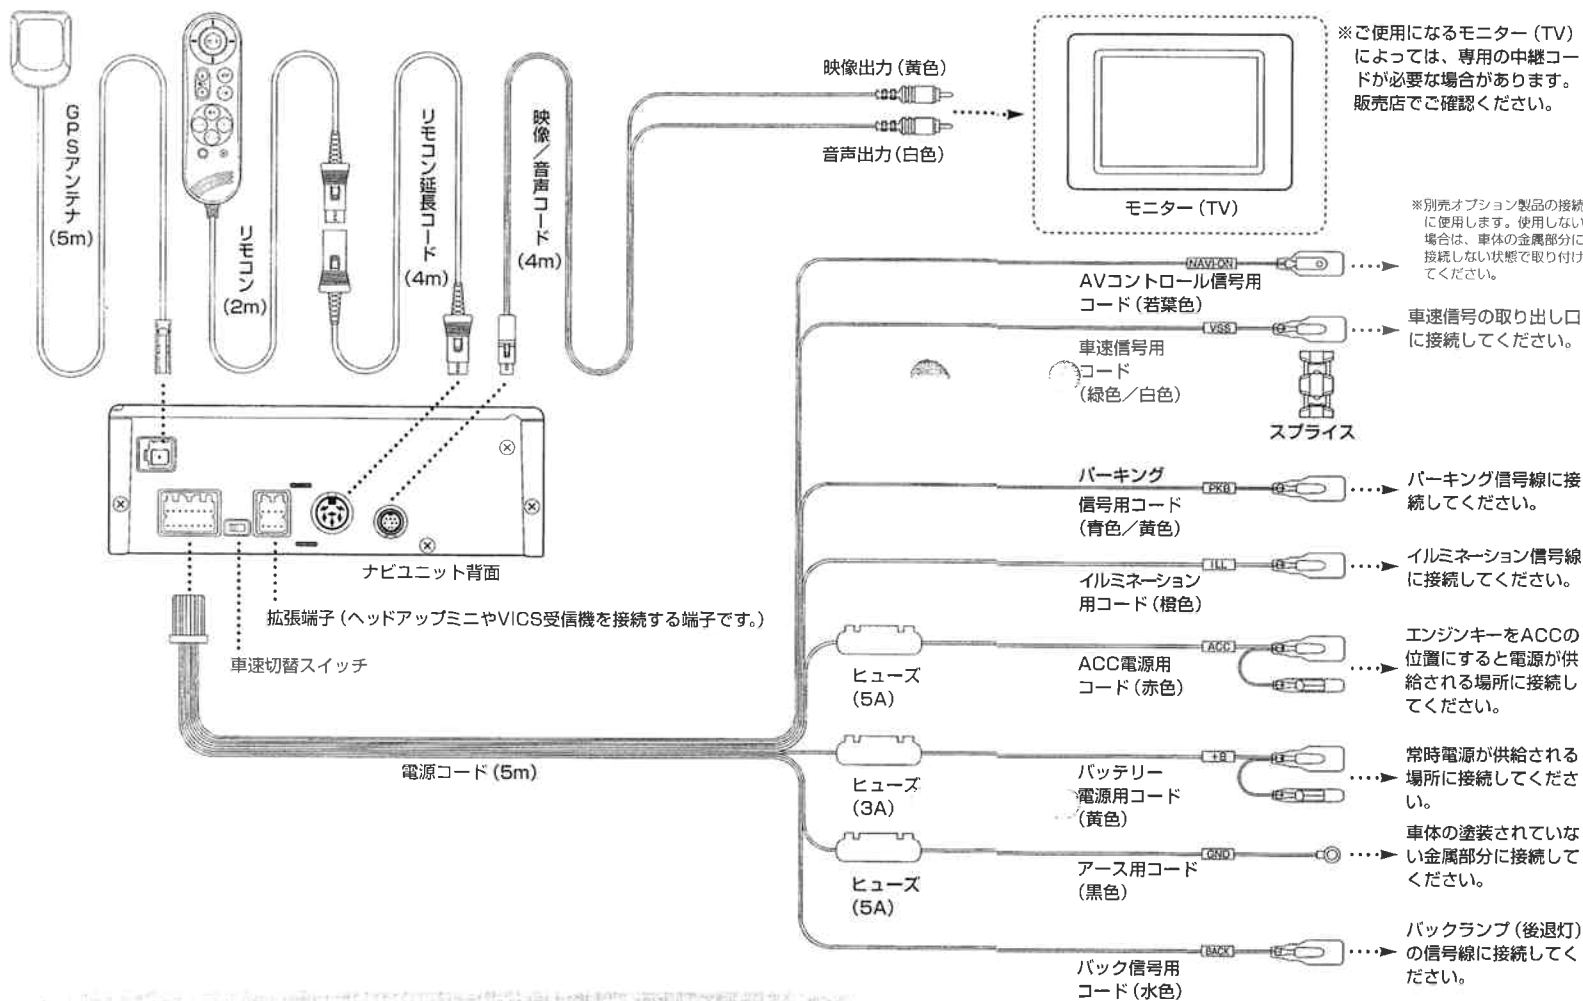 GPSアンテナ
(5m)
リモコン
(2m)
リモコン延長コード
(4m)
映像／音声コード
(4m)
映像出力(黄色)
音声出力(白色)
モニター(TV)
※ご使用になるモニター(TV)
によっては、専用の中継コー
ドが必要な場合があります。
販売店でご確認ください。
NAVI-ON
AVコントロール信号用
コード(若葉色)
※別売オプション製品の接続
に使用します。使用しない
場合は、車体の金属部分に
接続しない状態で取り付け
てください。
VSS
車速信号用
コード
(緑色／白色)
車速信号の取り出し口
に接続してください。
スプライス
パーキング
信号用コード
(青色／黄色)
PKB
パーキング信号線に接
続してください。
ILL
イルミネーション
用コード(橙色)
イルミネーション信号線
に接続してください。
ナビユニット背面
拡張端子(ヘッドアップミニやVICS受信機を接続する端子です。)
車速切替スイッチ
電源コード(5m)
ヒューズ
(5A)
ACC
ACC電源用
コード(赤色)
エンジンキーをACCの
位置にすると電源が供
給される場所に接続し
てください。
ヒューズ
(3A)
+B
バッテリー
電源用コード
(黄色)
常時電源が供給される
場所に接続してくださ
い。
ヒューズ
(5A)
GND
アース用コード
(黒色)
車体の塗装されていな
い金属部分に接続して
ください。
BACK
バック信号用
コード(水色)
バックランプ(後退灯)
の信号線に接続してく
ださい。